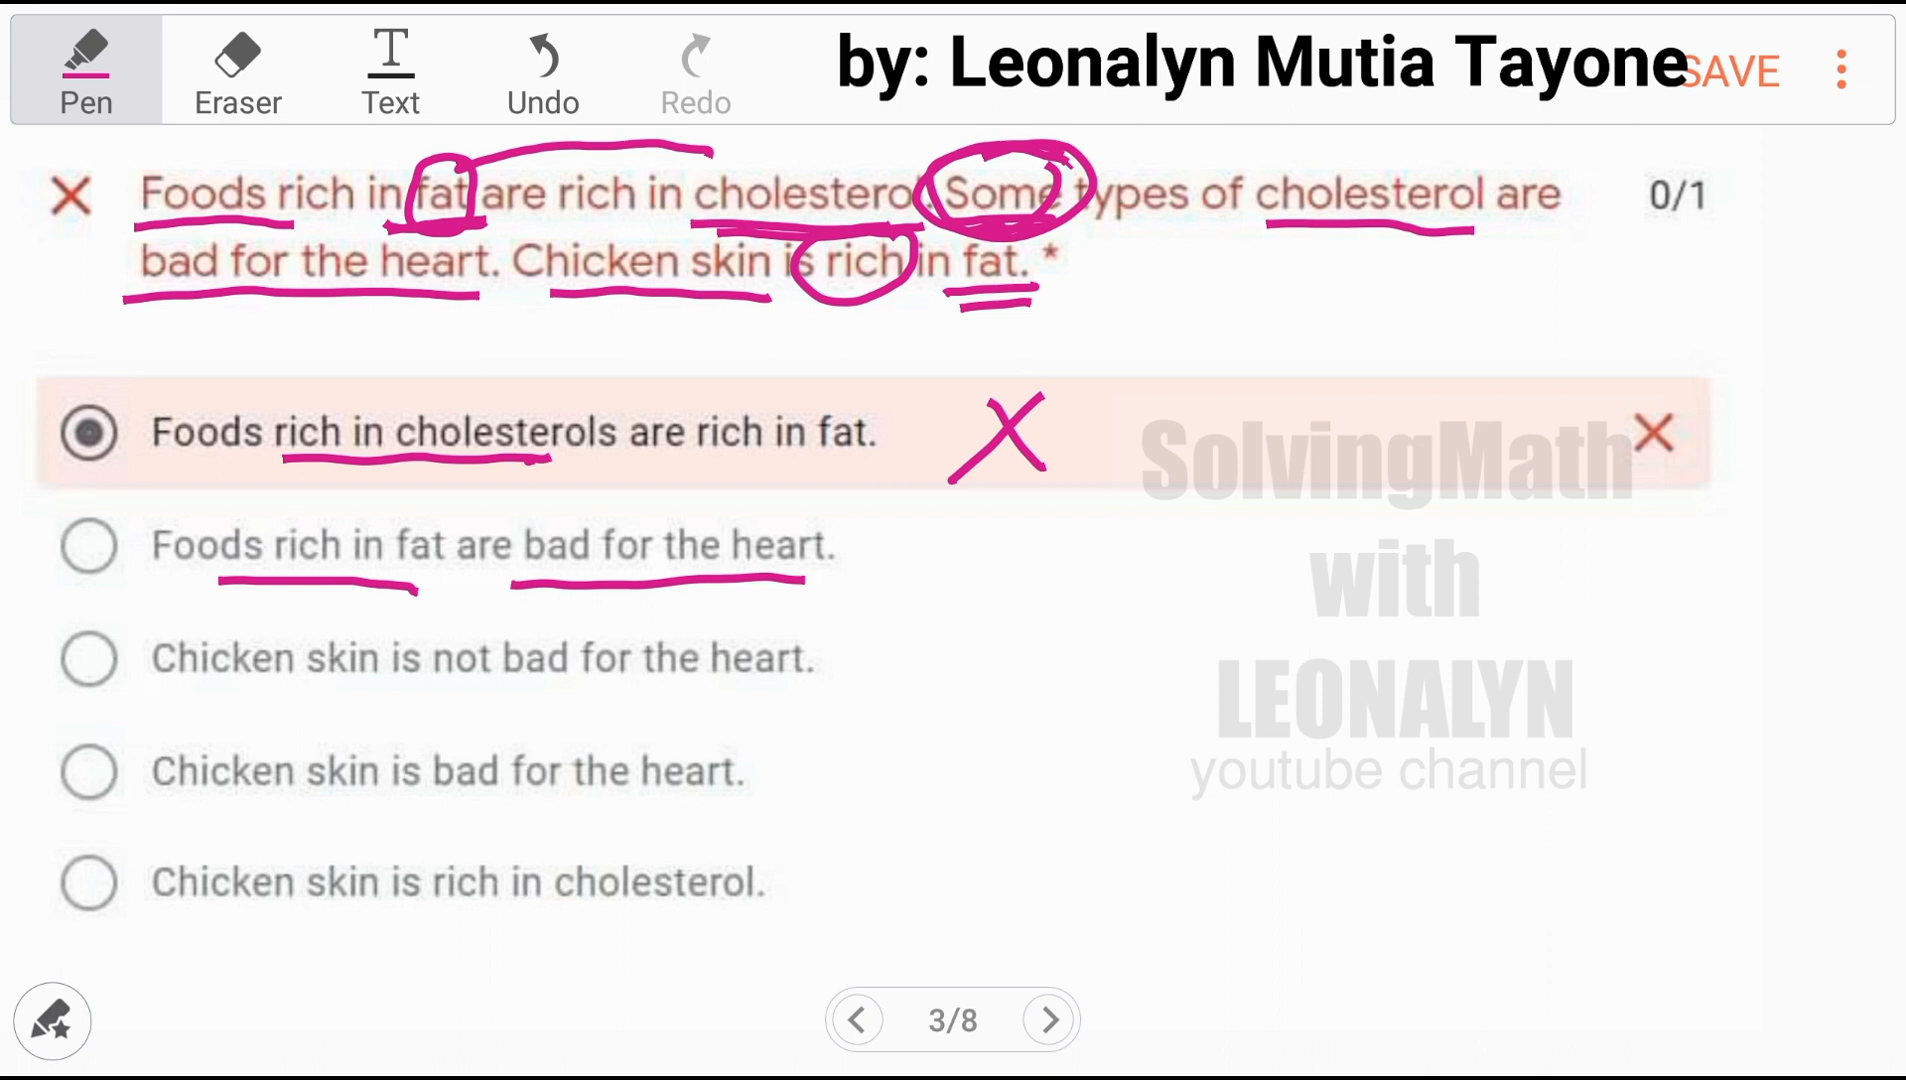 by: Leonalyn Mutia Tayone
SAVE
Pen
Eraser
Text
Undo
Redo
Foods rich in fat are rich in cholesterol. Some types of cholesterol are
0/1
bad for the heart. Chicken skin is rich in fat. *
Foods rich in cholesterols are rich in fat.
Foods rich in fat are bad for the heart.
Chicken skin is not bad for the heart.
Chicken skin is bad for the heart.
Chicken skin is rich in cholesterol.
SolvingMath
with
LEONALYN
youtube channel
3/8